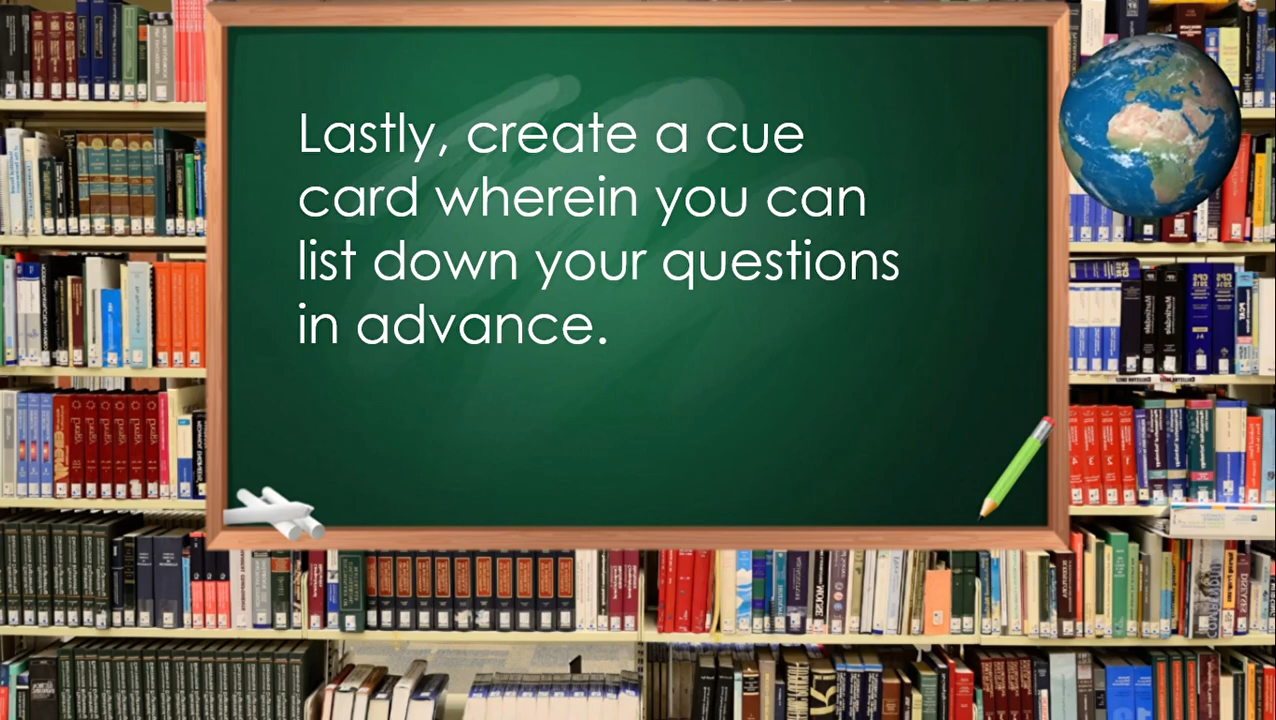 Lastly, create a cue
card wherein you can
list down your questions
in advance.